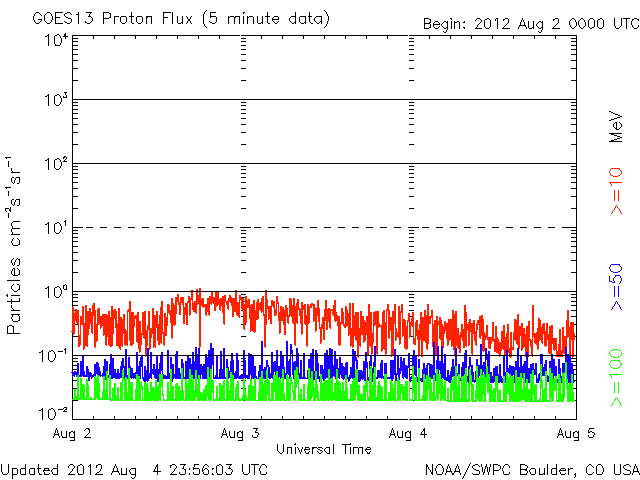 GOES13 Proton Flux (5 minute data)
Begin: 2012 Aug 2 0000 UTC
Particles cm⁻²s⁻¹sr⁻¹
10⁴
10³
10²
10¹
10⁰
10⁻¹
10⁻²
MeV
>=10
>=50
>=100
Aug 2 Aug 3 Aug 4 Aug 5
Universal Time
Updated 2012 Aug 4 23:56:03 UTC
NOAA/SWPC Boulder, CO USA